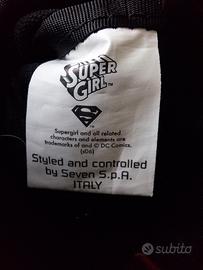 SUPER
GIRL™
S
™
Supergirl and all related
characters and elements are
trademarks of and © DC Comics.
(s06)
Styled and controlled
by Seven S.p.A.
ITALY
subito